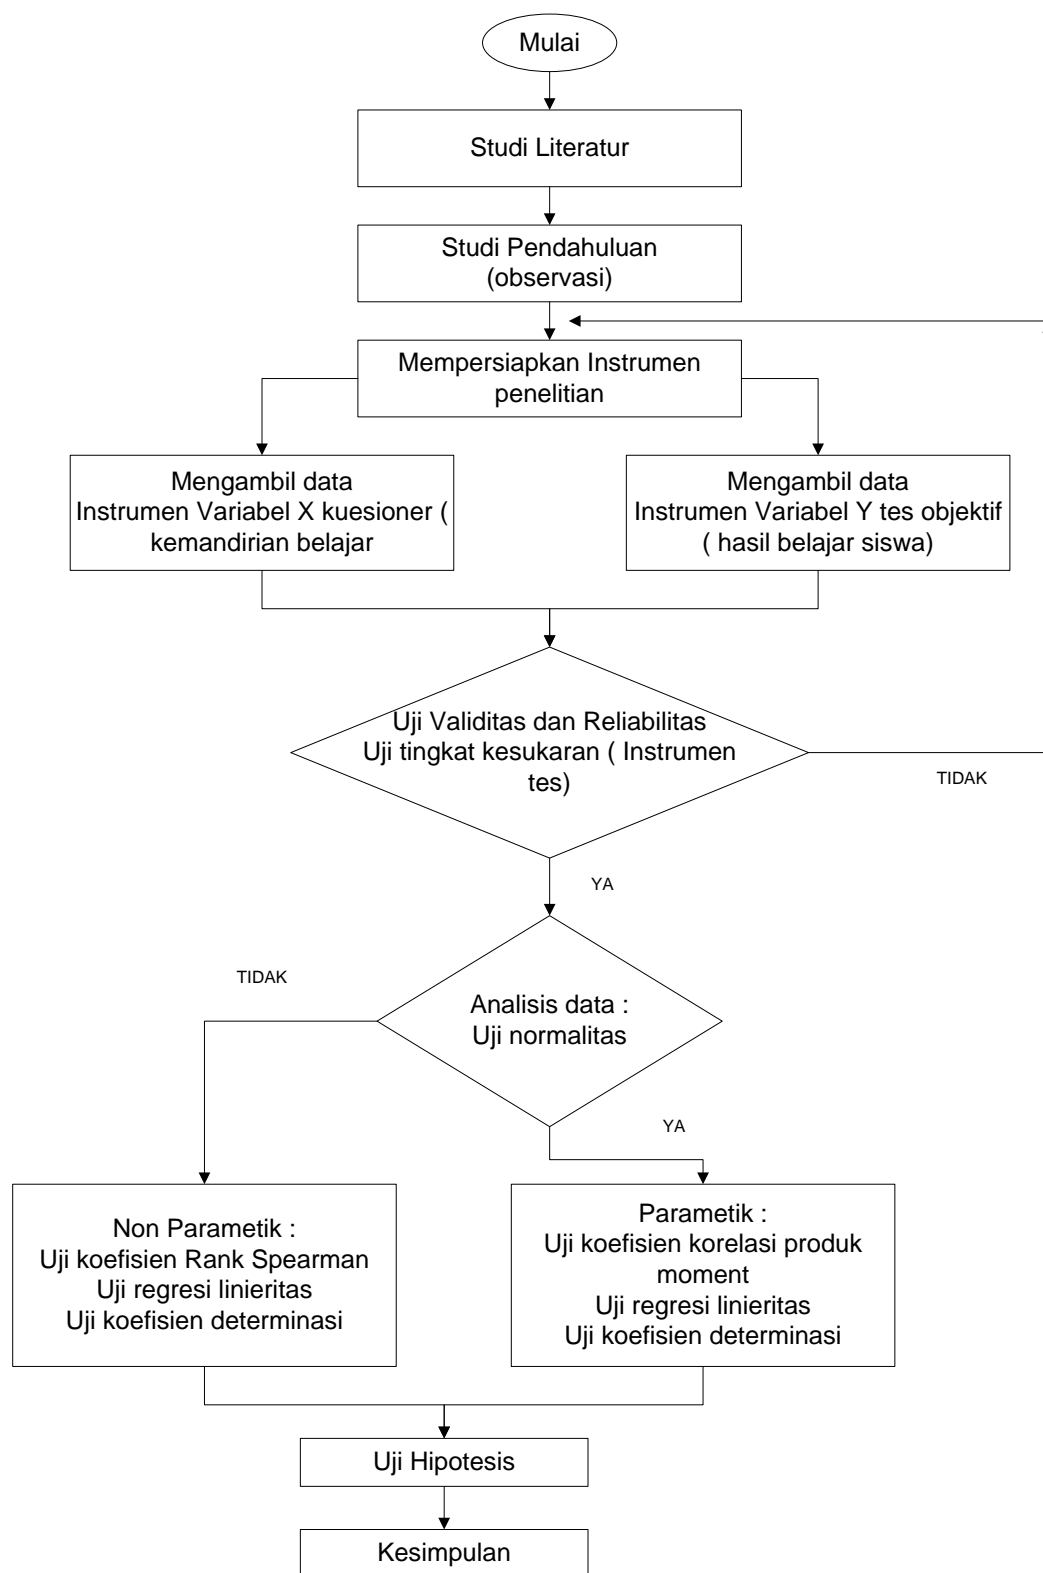 Mulai
Studi Literatur
Studi Pendahuluan
(observasi)
Mempersiapkan Instrumen
penelitian
Mengambil data
Instrumen Variabel X kuesioner (
kemandirian belajar
Mengambil data
Instrumen Variabel Y tes objektif
( hasil belajar siswa)
Uji Validitas dan Reliabilitas
Uji tingkat kesukaran ( Instrumen
tes)
TIDAK
YA
TIDAK
Analisis data :
Uji normalitas
YA
Non Parametik :
Uji koefisien Rank Spearman
Uji regresi linieritas
Uji koefisien determinasi
Parametik :
Uji koefisien korelasi produk
moment
Uji regresi linieritas
Uji koefisien determinasi
Uji Hipotesis
Kesimpulan